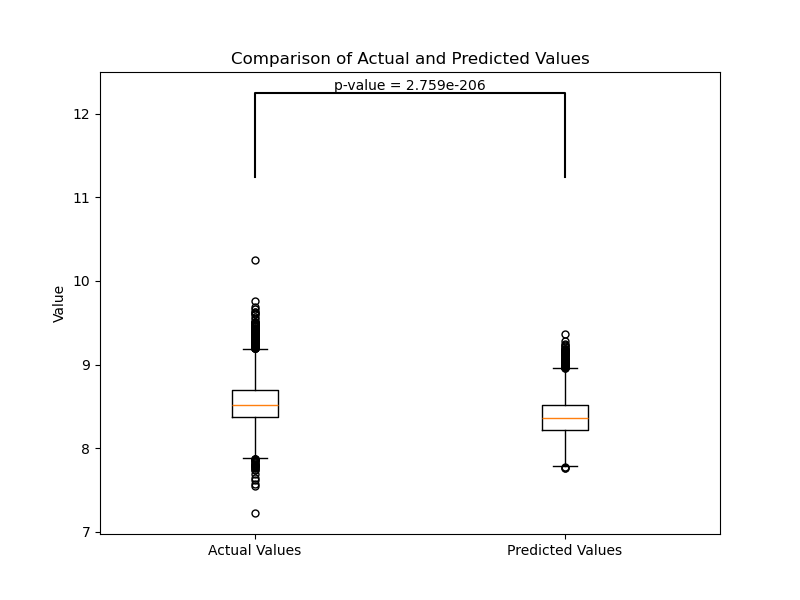 Comparison of Actual and Predicted Values
p-value = 2.759e-206
12
11
10
9
8
7
Value
Actual Values
Predicted Values